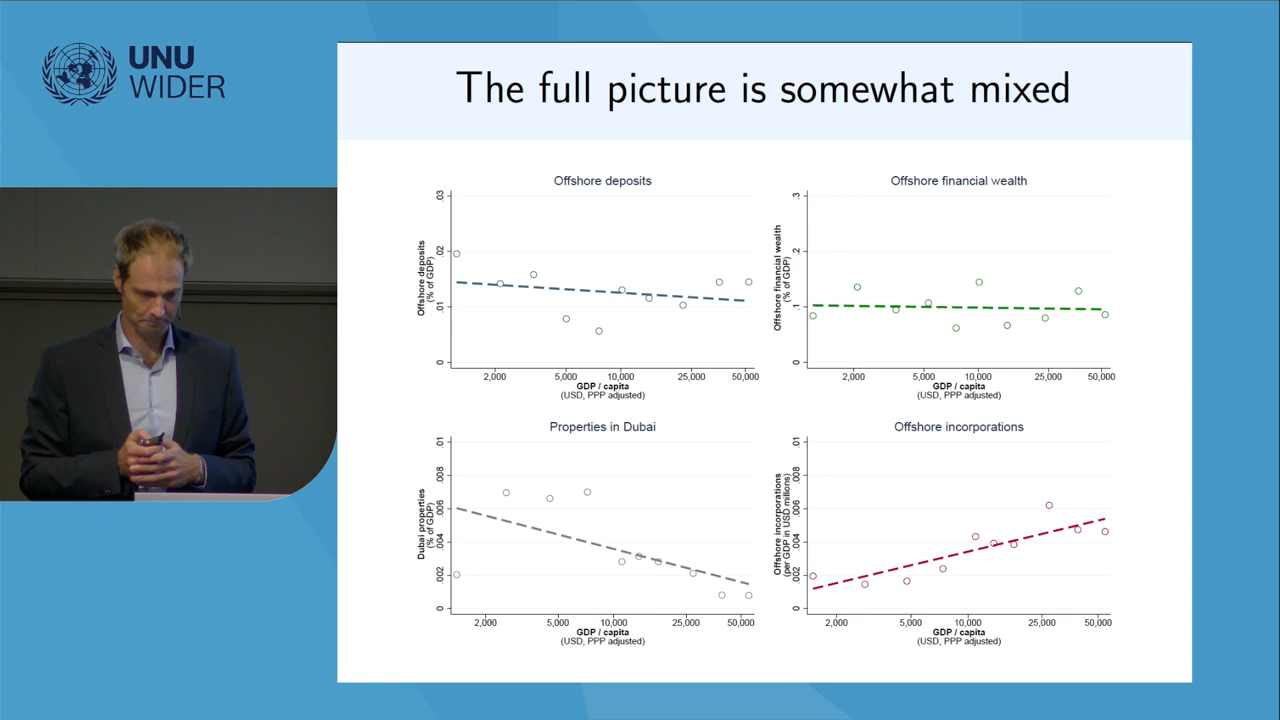 UNU
WIDER
The full picture is somewhat mixed
Offshore deposits
Offshore deposits
(% of GDP)
.03
.02
.01
0
2,000 5,000 10,000 25,000 50,000
GDP / capita
(USD, PPP adjusted)
Offshore financial wealth
Offshore financial wealth
(% of GDP)
.3
.2
.1
0
2,000 5,000 10,000 25,000 50,000
GDP / capita
(USD, PPP adjusted)
Properties in Dubai
Dubai properties
(% of GDP)
.01
.008
.006
.004
.002
0
2,000 5,000 10,000 25,000 50,000
GDP / capita
(USD, PPP adjusted)
Offshore incorporations
Offshore incorporations
(per GDP in USD millions)
.01
.008
.006
.004
.002
0
2,000 5,000 10,000 25,000 50,000
GDP / capita
(USD, PPP adjusted)